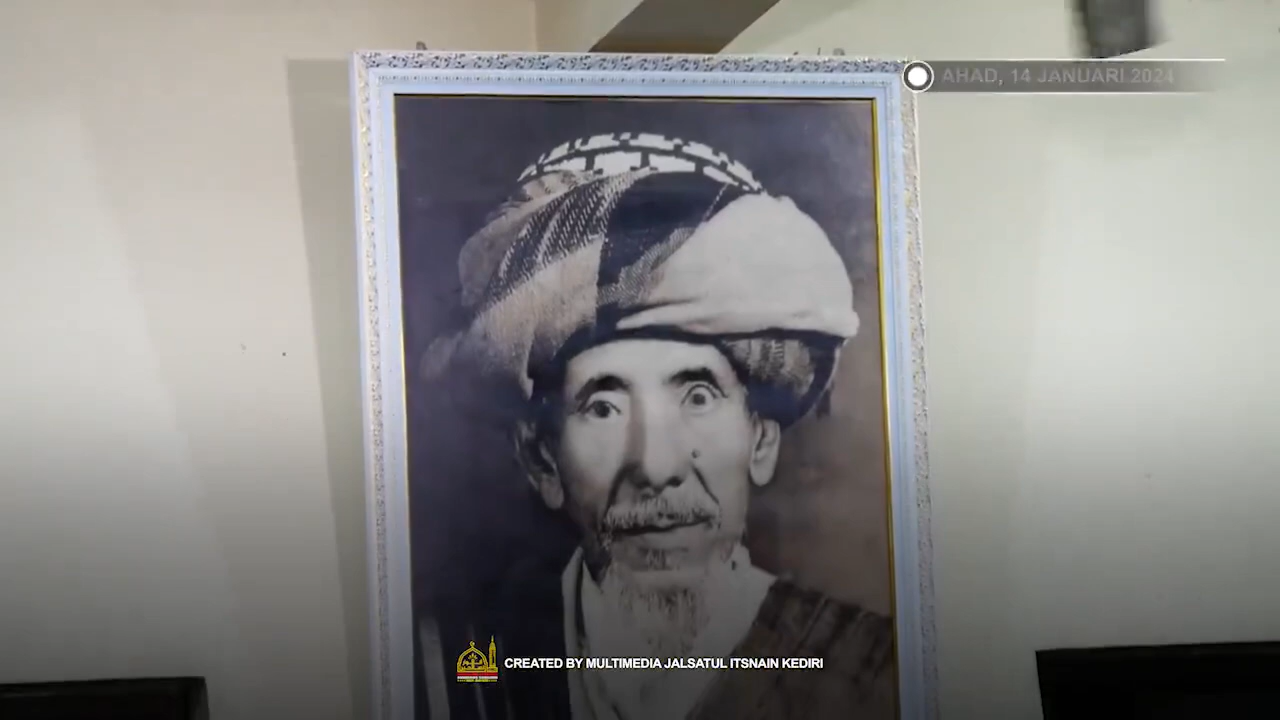 AHAD, 14 JANUARI 2024
CREATED BY MULTIMEDIA JALSATUL ITSNAIN KEDIRI